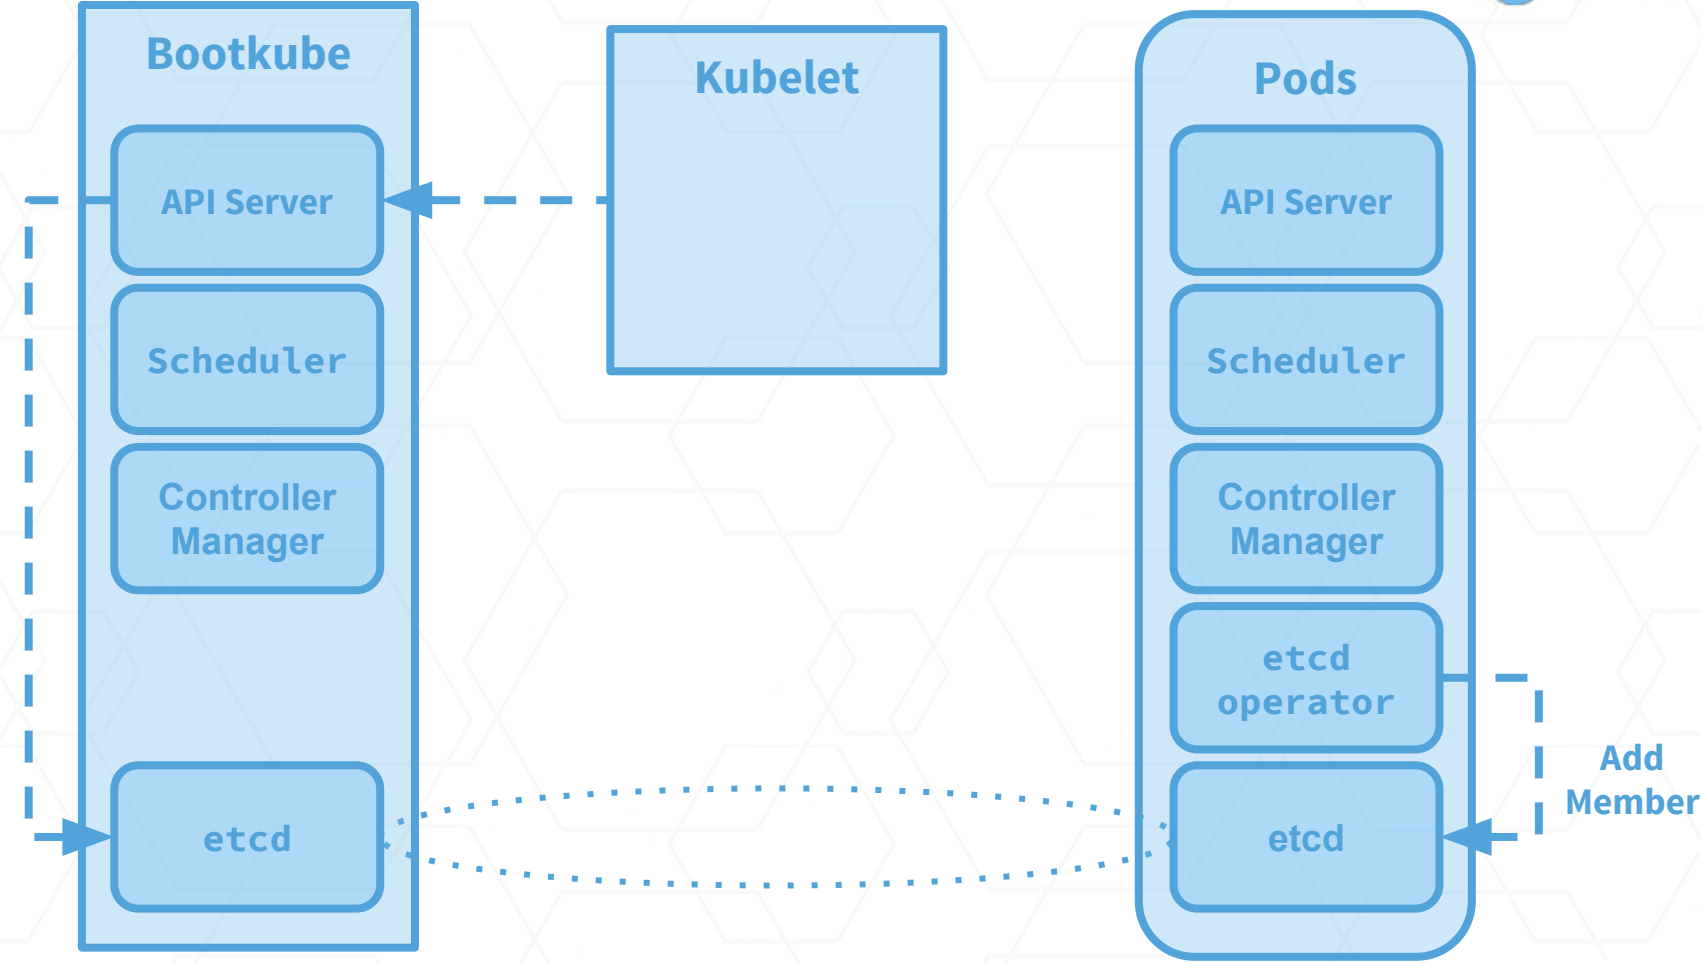 Bootkube
API Server
Scheduler
Controller
Manager
etcd
Kubelet
Pods
API Server
Scheduler
Controller
Manager
etcd
operator
etcd
Add
Member